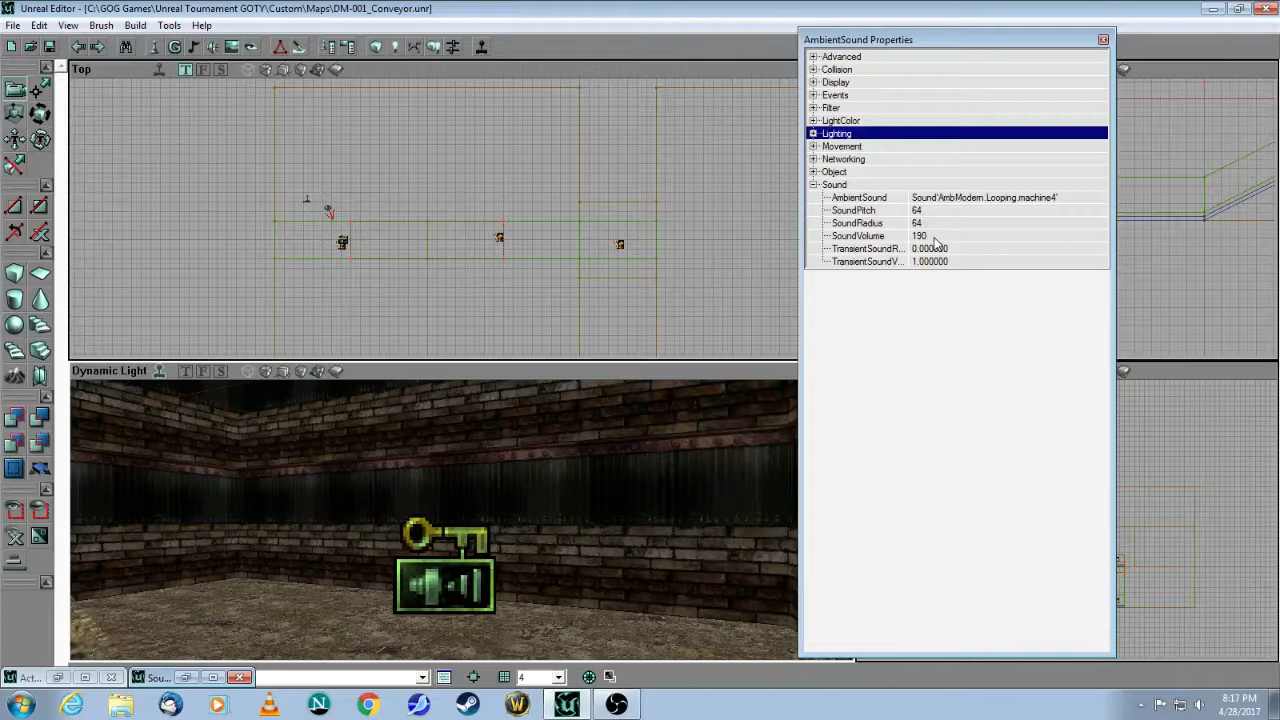 Unreal Editor - [C:\GOG Games\Unreal Tournament GOTY\Custom\Maps\DM-001_Conveyor.unr]
File Edit View Brush Build Tools Help
AmbientSound Properties
Top T F S
Advanced
Collision
Display
Events
Filter
LightColor
Lighting
Movement
Networking
Object
Sound
AmbientSound Sound'AmbModern.Looping.machine4'
SoundPitch 64
SoundRadius 64
SoundVolume 190
TransientSoundR... 0.000000
TransientSoundV... 1.000000
Dynamic Light T F S
Act... Sou... 4
8:17 PM
4/28/2017